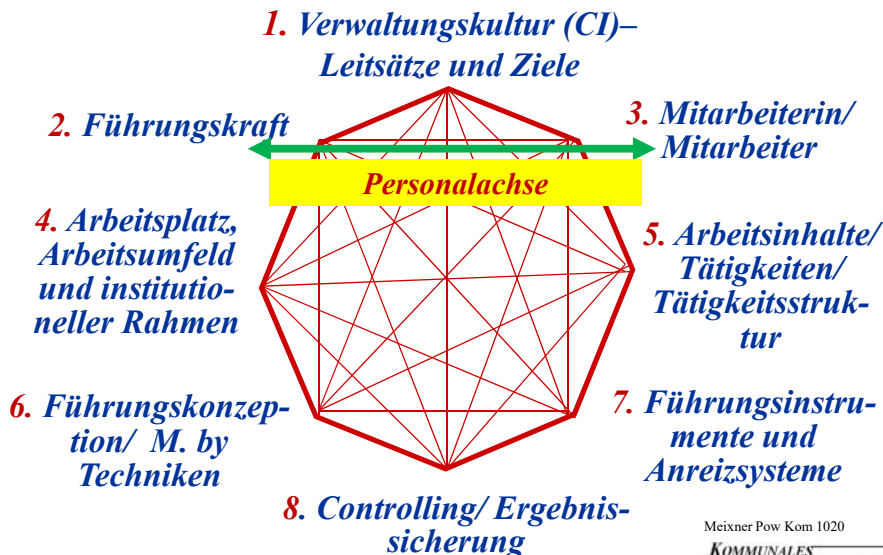 1. Verwaltungskultur (CI)–
Leitsätze und Ziele
2. Führungskraft
3. Mitarbeiterin/
Mitarbeiter
Personalachse
4. Arbeitsplatz,
Arbeitsumfeld
und institutio-
neller Rahmen
5. Arbeitsinhalte/
Tätigkeiten/
Tätigkeitsstruk-
tur
6. Führungskonzep-
tion/ M. by
Techniken
7. Führungsinstru-
mente und
Anreizsysteme
8. Controlling/ Ergebnis-
sicherung
Meixner Pow Kom 1020
KOMMUNALES